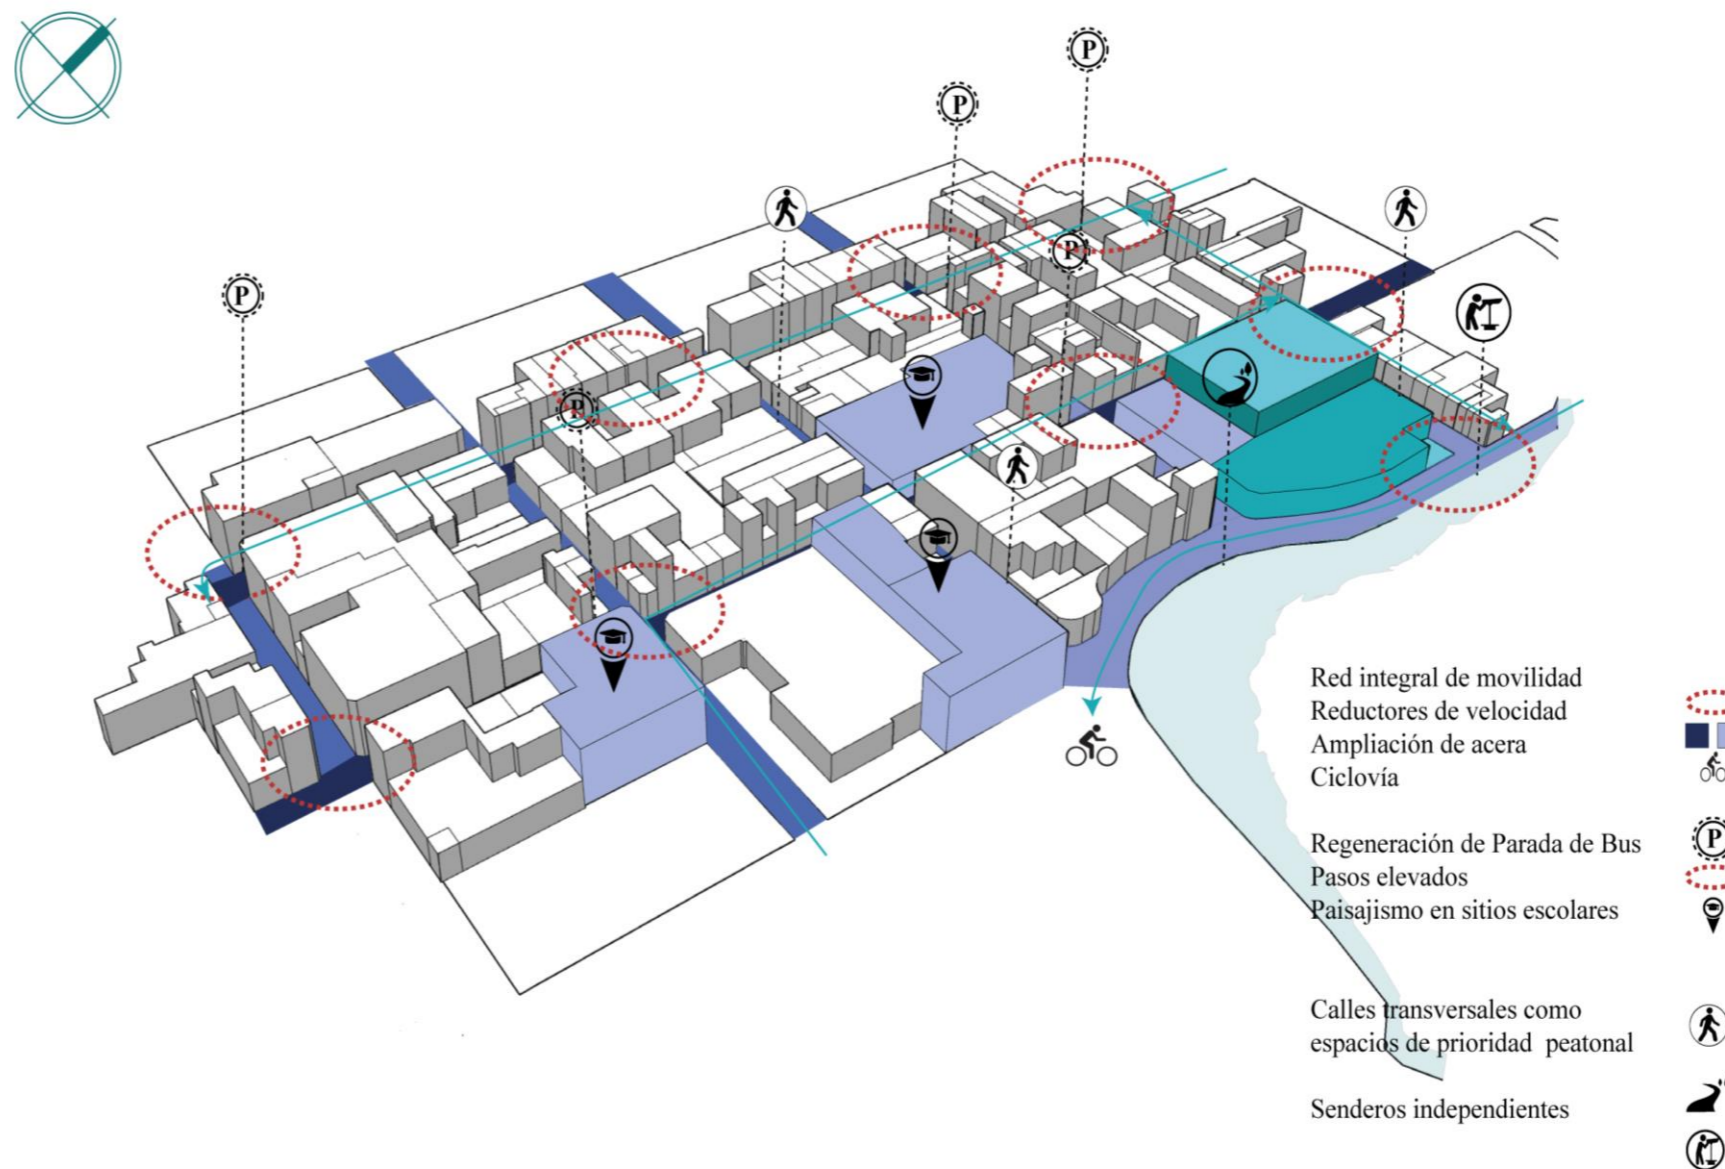 P
P
P
P
P
Red integral de movilidad
Reductores de velocidad
Ampliación de acera
Ciclovía
Regeneración de Parada de Bus
P
Pasos elevados
Paisajismo en sitios escolares
Calles transversales como
espacios de prioridad peatonal
Senderos independientes